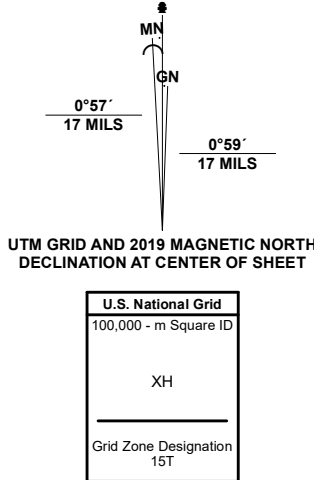 MN
GN
0°57´
17 MILS
0°59´
17 MILS
UTM GRID AND 2019 MAGNETIC NORTH
DECLINATION AT CENTER OF SHEET
U.S. National Grid
100,000 - m Square ID
XH
Grid Zone Designation
15T